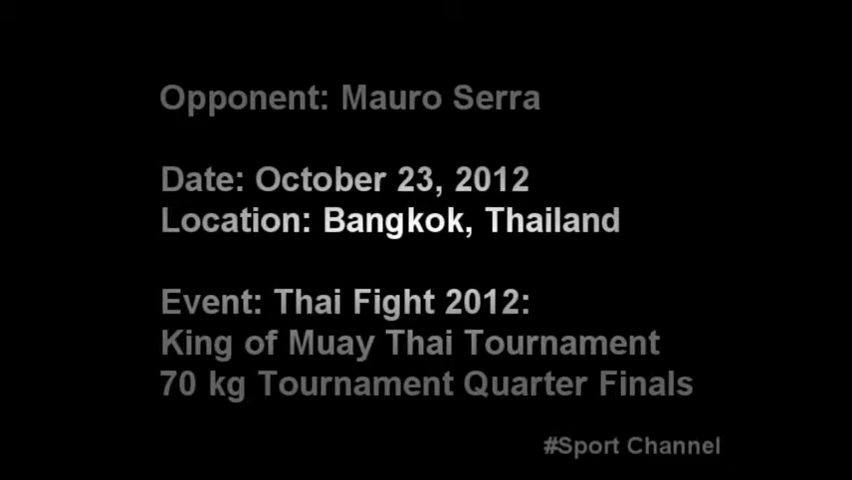 Opponent: Mauro Serra
Date: October 23, 2012
Location: Bangkok, Thailand
Event: Thai Fight 2012:
King of Muay Thai Tournament
70 kg Tournament Quarter Finals
#Sport Channel